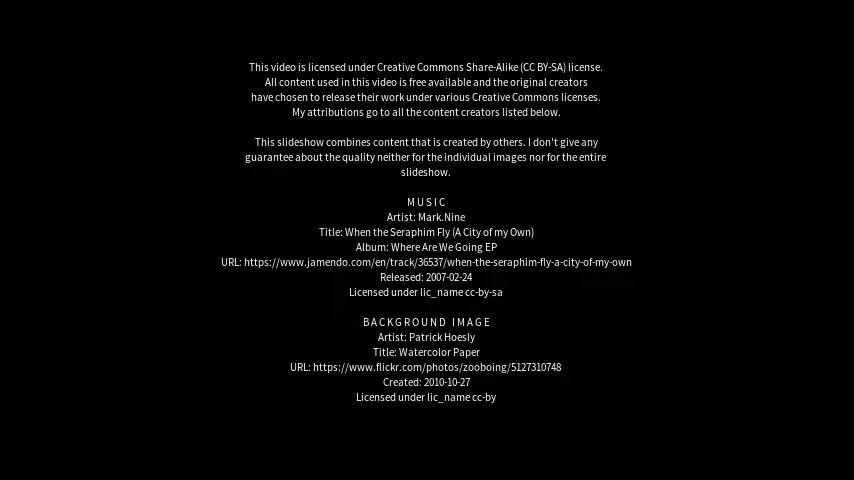 This video is licensed under Creative Commons Share-Alike (CC BY-SA) license.
All content used in this video is free available and the original creators
have chosen to release their work under various Creative Commons licenses.
My attributions go to all the content creators listed below.
This slideshow combines content that is created by others. I don't give any
guarantee about the quality neither for the individual images nor for the entire
slideshow.
MUSIC
Artist: Mark.Nine
Title: When the Seraphim Fly (A City of my Own)
Album: Where Are We Going EP
URL: https://www.jamendo.com/en/track/36537/when-the-seraphim-fly-a-city-of-my-own
Released: 2007-02-24
Licensed under lic_name cc-by-sa
BACKGROUND IMAGE
Artist: Patrick Hoesly
Title: Watercolor Paper
URL: https://www.flickr.com/photos/zooboing/5127310748
Created: 2010-10-27
Licensed under lic_name cc-by